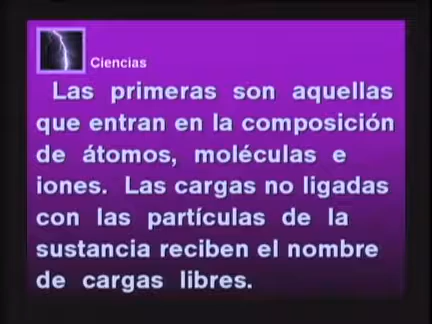 Ciencias
Las primeras son aquellas
que entran en la composición
de átomos, moléculas e
iones. Las cargas no ligadas
con las partículas de la
sustancia reciben el nombre
de cargas libres.